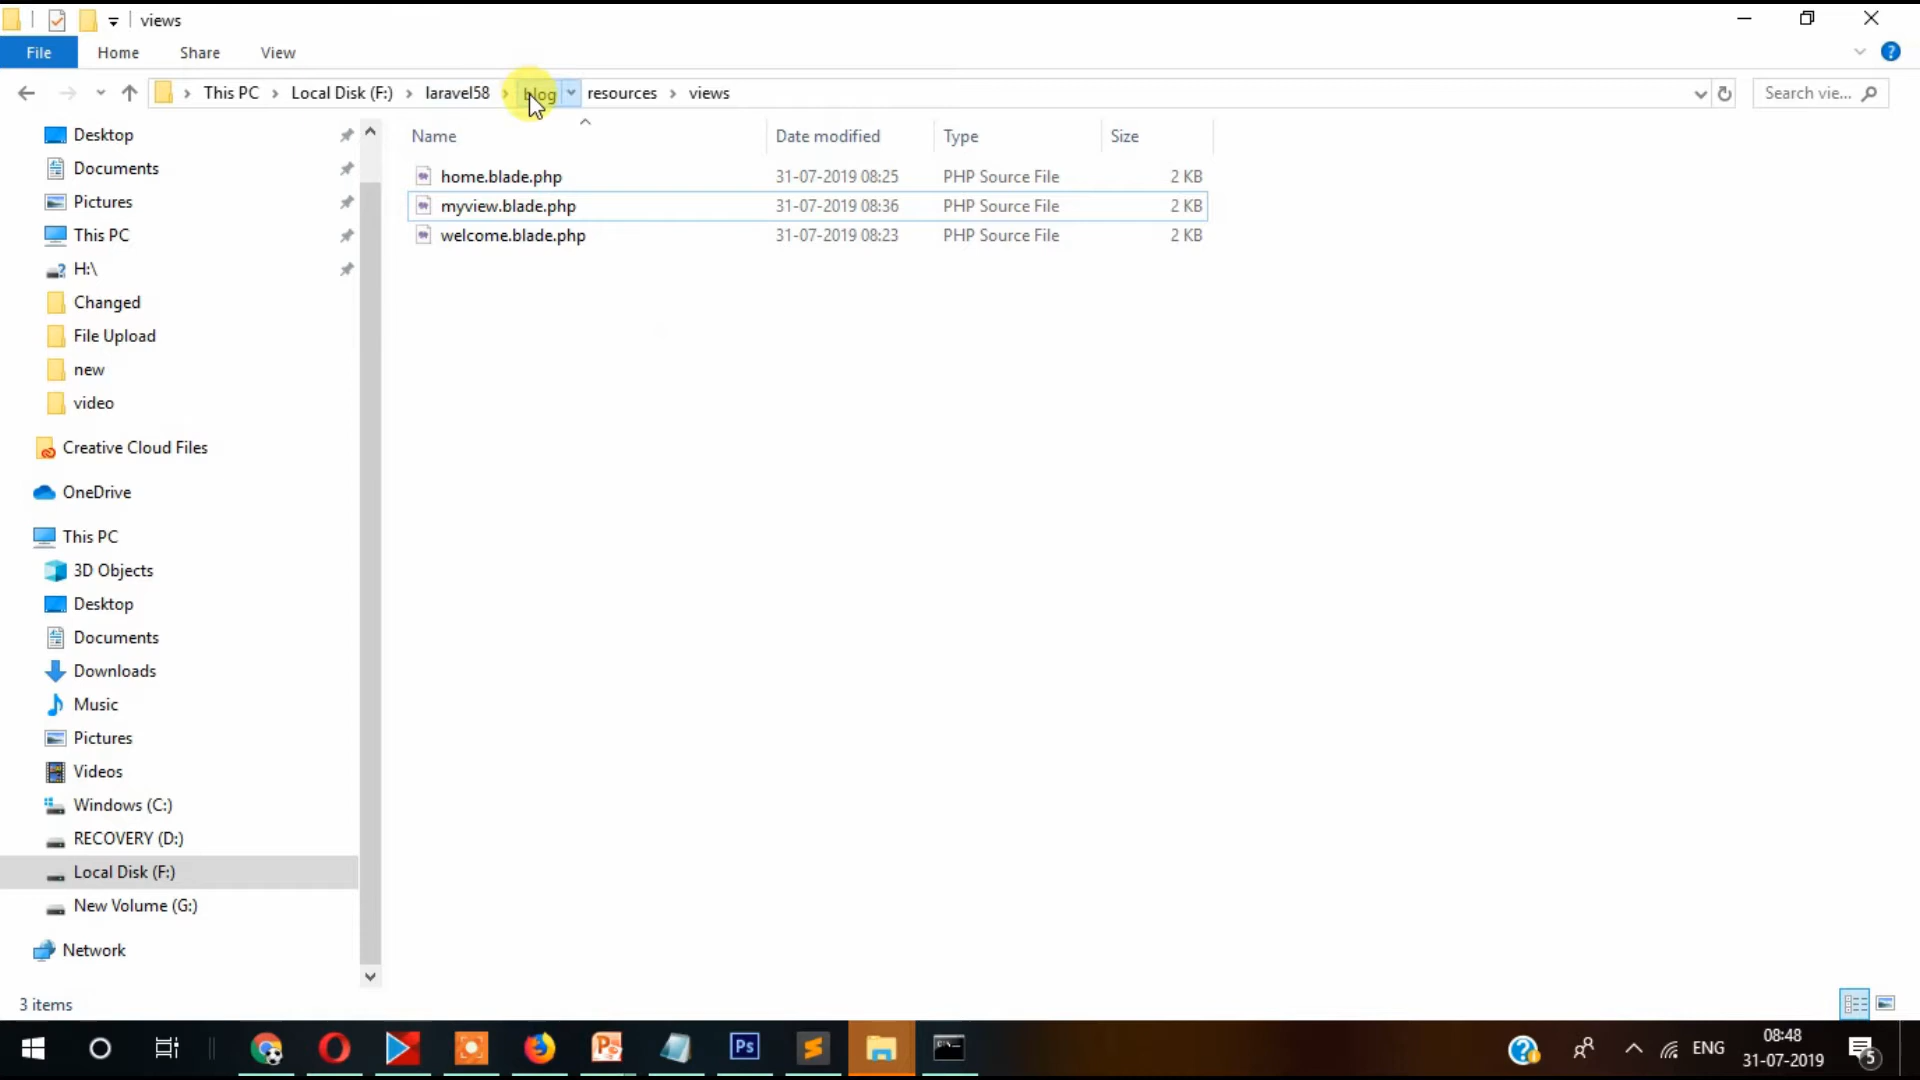 views
File Home Share View
This PC Local Disk (F:) laravel58 blog resources views Search vie...
Name Date modified Type Size
home.blade.php 31-07-2019 08:25 PHP Source File 2 KB
myview.blade.php 31-07-2019 08:36 PHP Source File 2 KB
welcome.blade.php 31-07-2019 08:23 PHP Source File 2 KB
Desktop
Documents
Pictures
This PC
H:\
Changed
File Upload
new
video
Creative Cloud Files
OneDrive
This PC
3D Objects
Desktop
Documents
Downloads
Music
Pictures
Videos
Windows (C:)
RECOVERY (D:)
Local Disk (F:)
New Volume (G:)
Network
3 items
Ps
ENG
08:48
31-07-2019
5